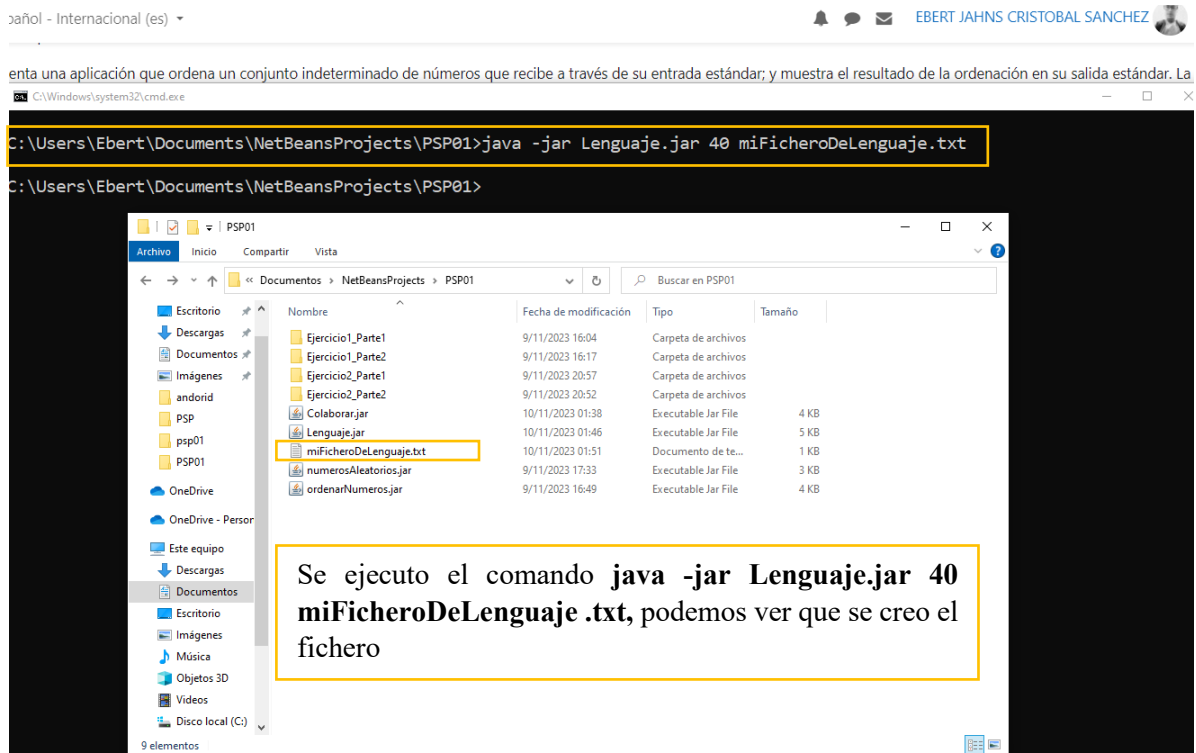 pañol - Internacional (es)
EBERT JAHNS CRISTOBAL SANCHEZ
enta una aplicación que ordena un conjunto indeterminado de números que recibe a través de su entrada estándar; y muestra el resultado de la ordenación en su salida estándar. La
C:\Windows\system32\cmd.exe
C:\Users\Ebert\Documents\NetBeansProjects\PSP01>java -jar Lenguaje.jar 40 miFicheroDeLenguaje.txt
C:\Users\Ebert\Documents\NetBeansProjects\PSP01>
PSP01
Archivo Inicio Compartir Vista
« Documentos › NetBeansProjects › PSP01
Buscar en PSP01
Escritorio
Descargas
Documentos
Imágenes
andorid
PSP
psp01
PSP01
OneDrive
OneDrive - Person
Este equipo
Descargas
Documentos
Escritorio
Imágenes
Música
Objetos 3D
Videos
Disco local (C:)
Nombre Fecha de modificación Tipo Tamaño
Ejercicio1_Parte1 9/11/2023 16:04 Carpeta de archivos
Ejercicio1_Parte2 9/11/2023 16:17 Carpeta de archivos
Ejercicio2_Parte1 9/11/2023 20:57 Carpeta de archivos
Ejercicio2_Parte2 9/11/2023 20:52 Carpeta de archivos
Colaborar.jar 10/11/2023 01:38 Executable Jar File 4 KB
Lenguaje.jar 10/11/2023 01:46 Executable Jar File 5 KB
miFicheroDeLenguaje.txt 10/11/2023 01:51 Documento de te... 1 KB
numerosAleatorios.jar 9/11/2023 17:33 Executable Jar File 3 KB
ordenarNumeros.jar 9/11/2023 16:49 Executable Jar File 4 KB
Se ejecuto el comando java -jar Lenguaje.jar 40
miFicheroDeLenguaje .txt, podemos ver que se creo el
fichero
9 elementos